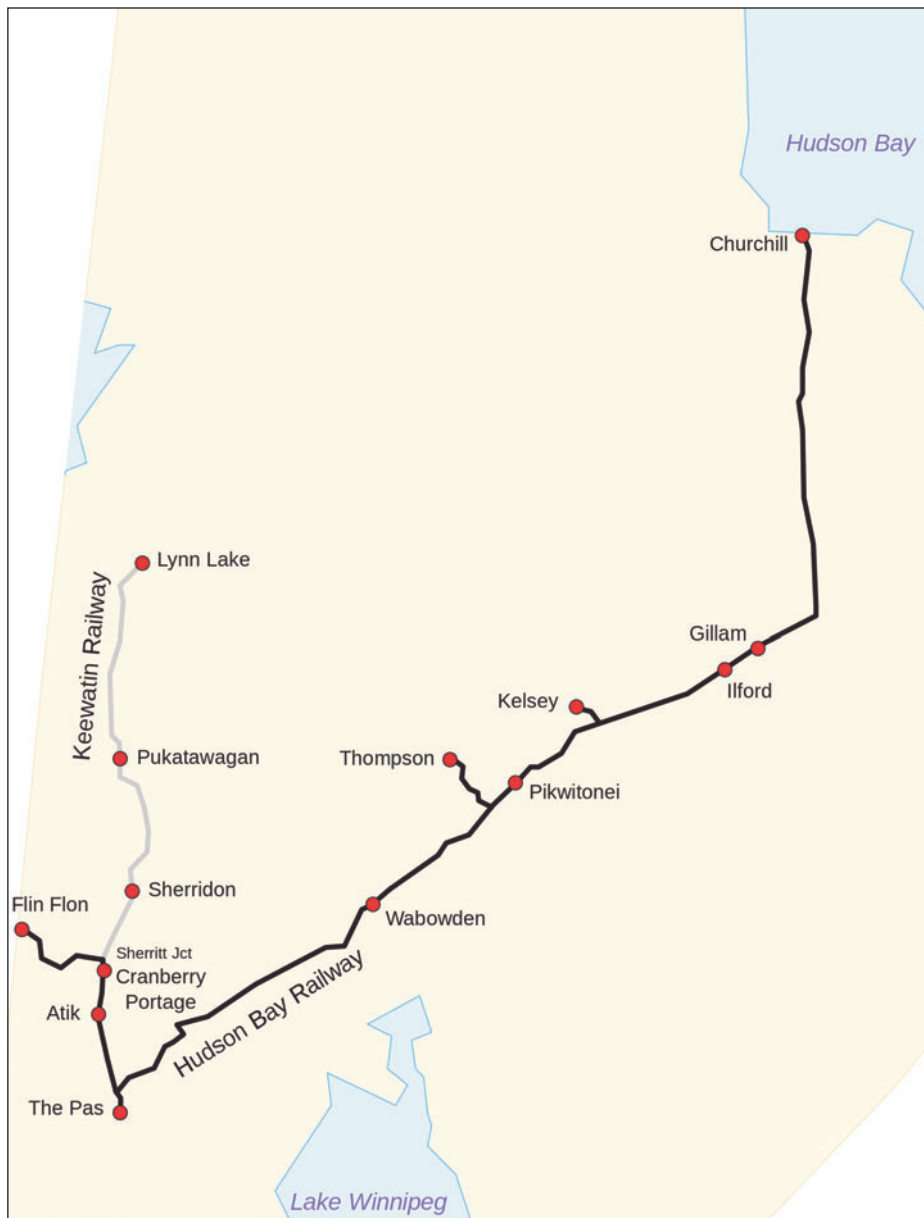 Hudson Bay
Churchill
Lynn Lake
Keewatin Railway
Gillam
Ilford
Kelsey
Thompson
Pukatawagan
Pikwitonei
Sherridon
Flin Flon
Wabowden
Sherritt Jct
Cranberry
Portage
Atik
Hudson Bay Railway
The Pas
Lake Winnipeg